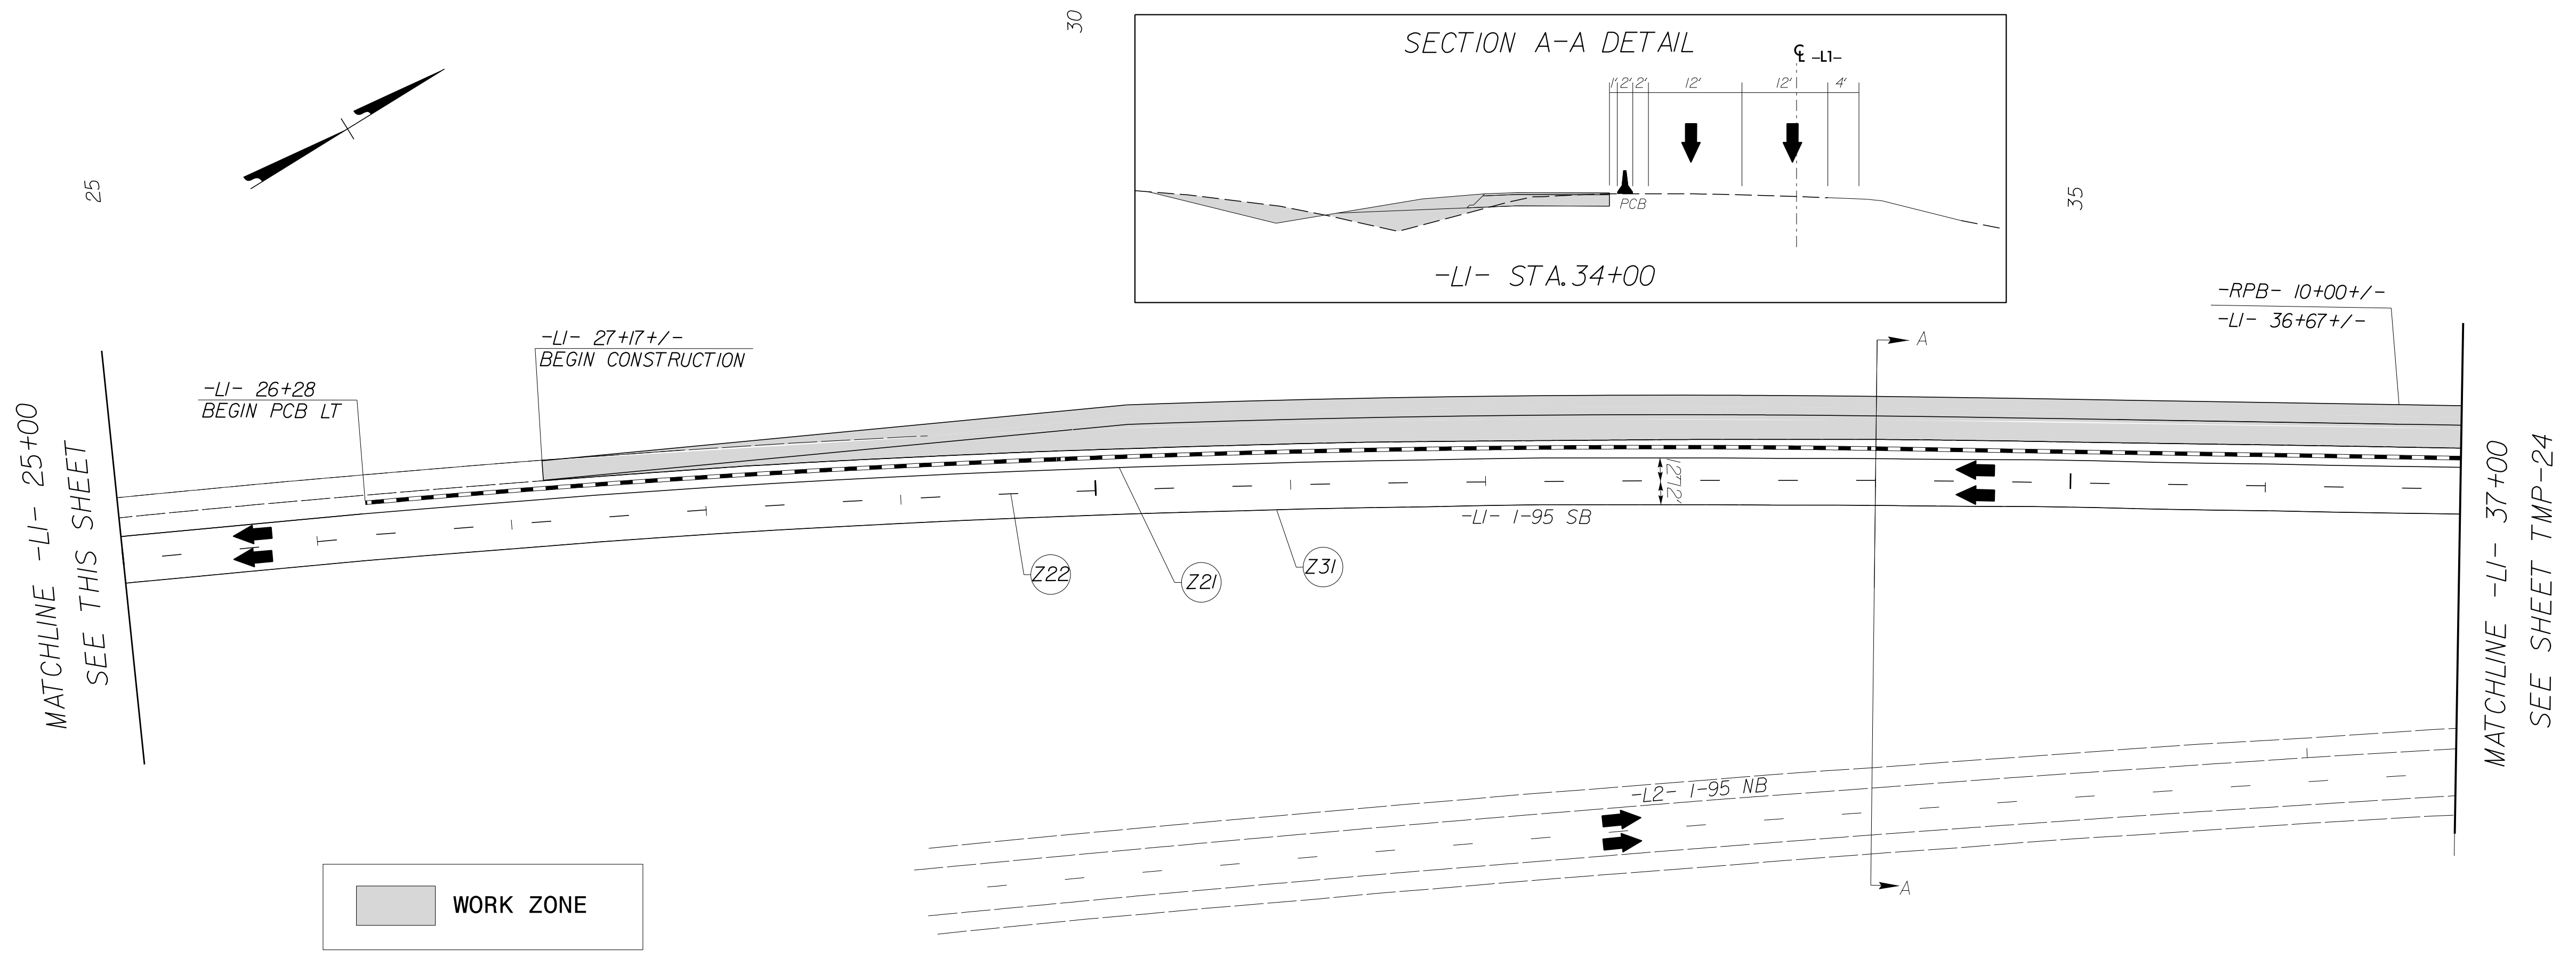 30
SECTION A-A DETAIL
℄ -L1-
1' 2' 2' 12' 12' 4'
PCB
-L1- STA. 34+00
25
35
-RPB- 10+00+/-
-L1- 36+67+/-
-L1- 27+17+/-
BEGIN CONSTRUCTION
-L1- 26+28
BEGIN PCB LT
A
MATCHLINE -L1- 25+00
SEE THIS SHEET
12' 12'
-L1- I-95 SB
Z22
Z21
Z31
MATCHLINE -L1- 37+00
SEE SHEET TMP-24
-L2- I-95 NB
A
WORK ZONE